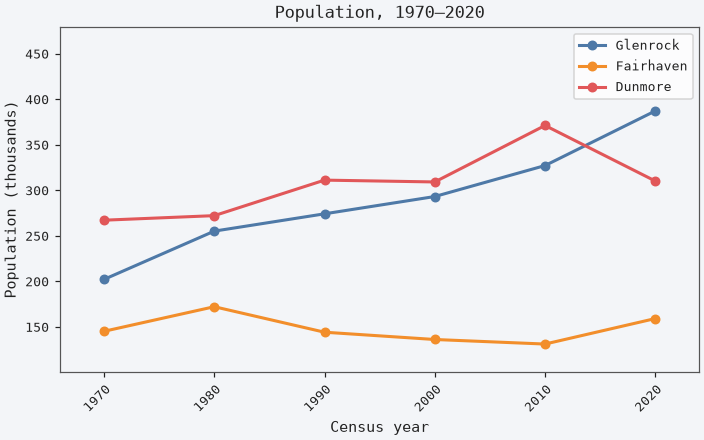 Population, 1970–2020
Glenrock
Fairhaven
Dunmore
Population (thousands)
450
400
350
300
250
200
150
1970
1980
1990
2000
2010
2020
Census year